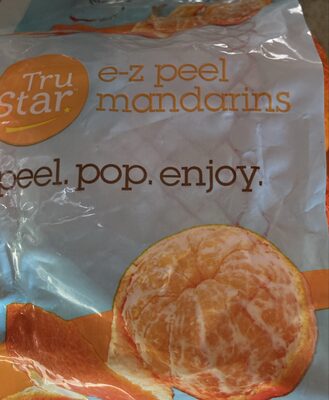 Tru
Star
e-z peel
mandarins
peel. pop. enjoy.